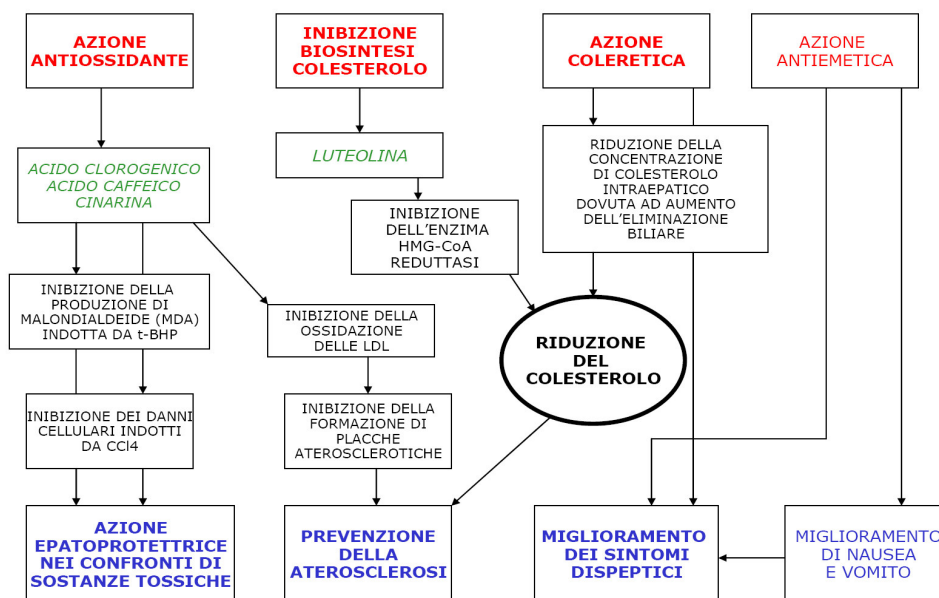 AZIONE
ANTIOSSIDANTE
INIBIZIONE
BIOSINTESI
COLESTEROLO
AZIONE
COLERETICA
AZIONE
ANTIEMETICA
ACIDO CLOROGENICO
ACIDO CAFFEICO
CINARINA
LUTEOLINA
RIDUZIONE DELLA
CONCENTRAZIONE
DI COLESTEROLO
INTRAEPATICO
DOVUTA AD AUMENTO
DELL'ELIMINAZIONE
BILIARE
INIBIZIONE
DELL'ENZIMA
HMG-CoA
REDUTTASI
INIBIZIONE DELLA
PRODUZIONE DI
MALONDIALDEIDE (MDA)
INDOTTA DA t-BHP
INIBIZIONE DELLA
OSSIDAZIONE
DELLE LDL
RIDUZIONE
DEL
COLESTEROLO
INIBIZIONE DEI DANNI
CELLULARI INDOTTI
DA CCl4
INIBIZIONE DELLA
FORMAZIONE DI
PLACCHE
ATEROSCLEROTICHE
AZIONE
EPATOPROTETTRICE
NEI CONFRONTI DI
SOSTANZE TOSSICHE
PREVENZIONE
DELLA
ATEROSCLEROSI
MIGLIORAMENTO
DEI SINTOMI
DISPEPTICI
MIGLIORAMENTO
DI NAUSEA
E VOMITO